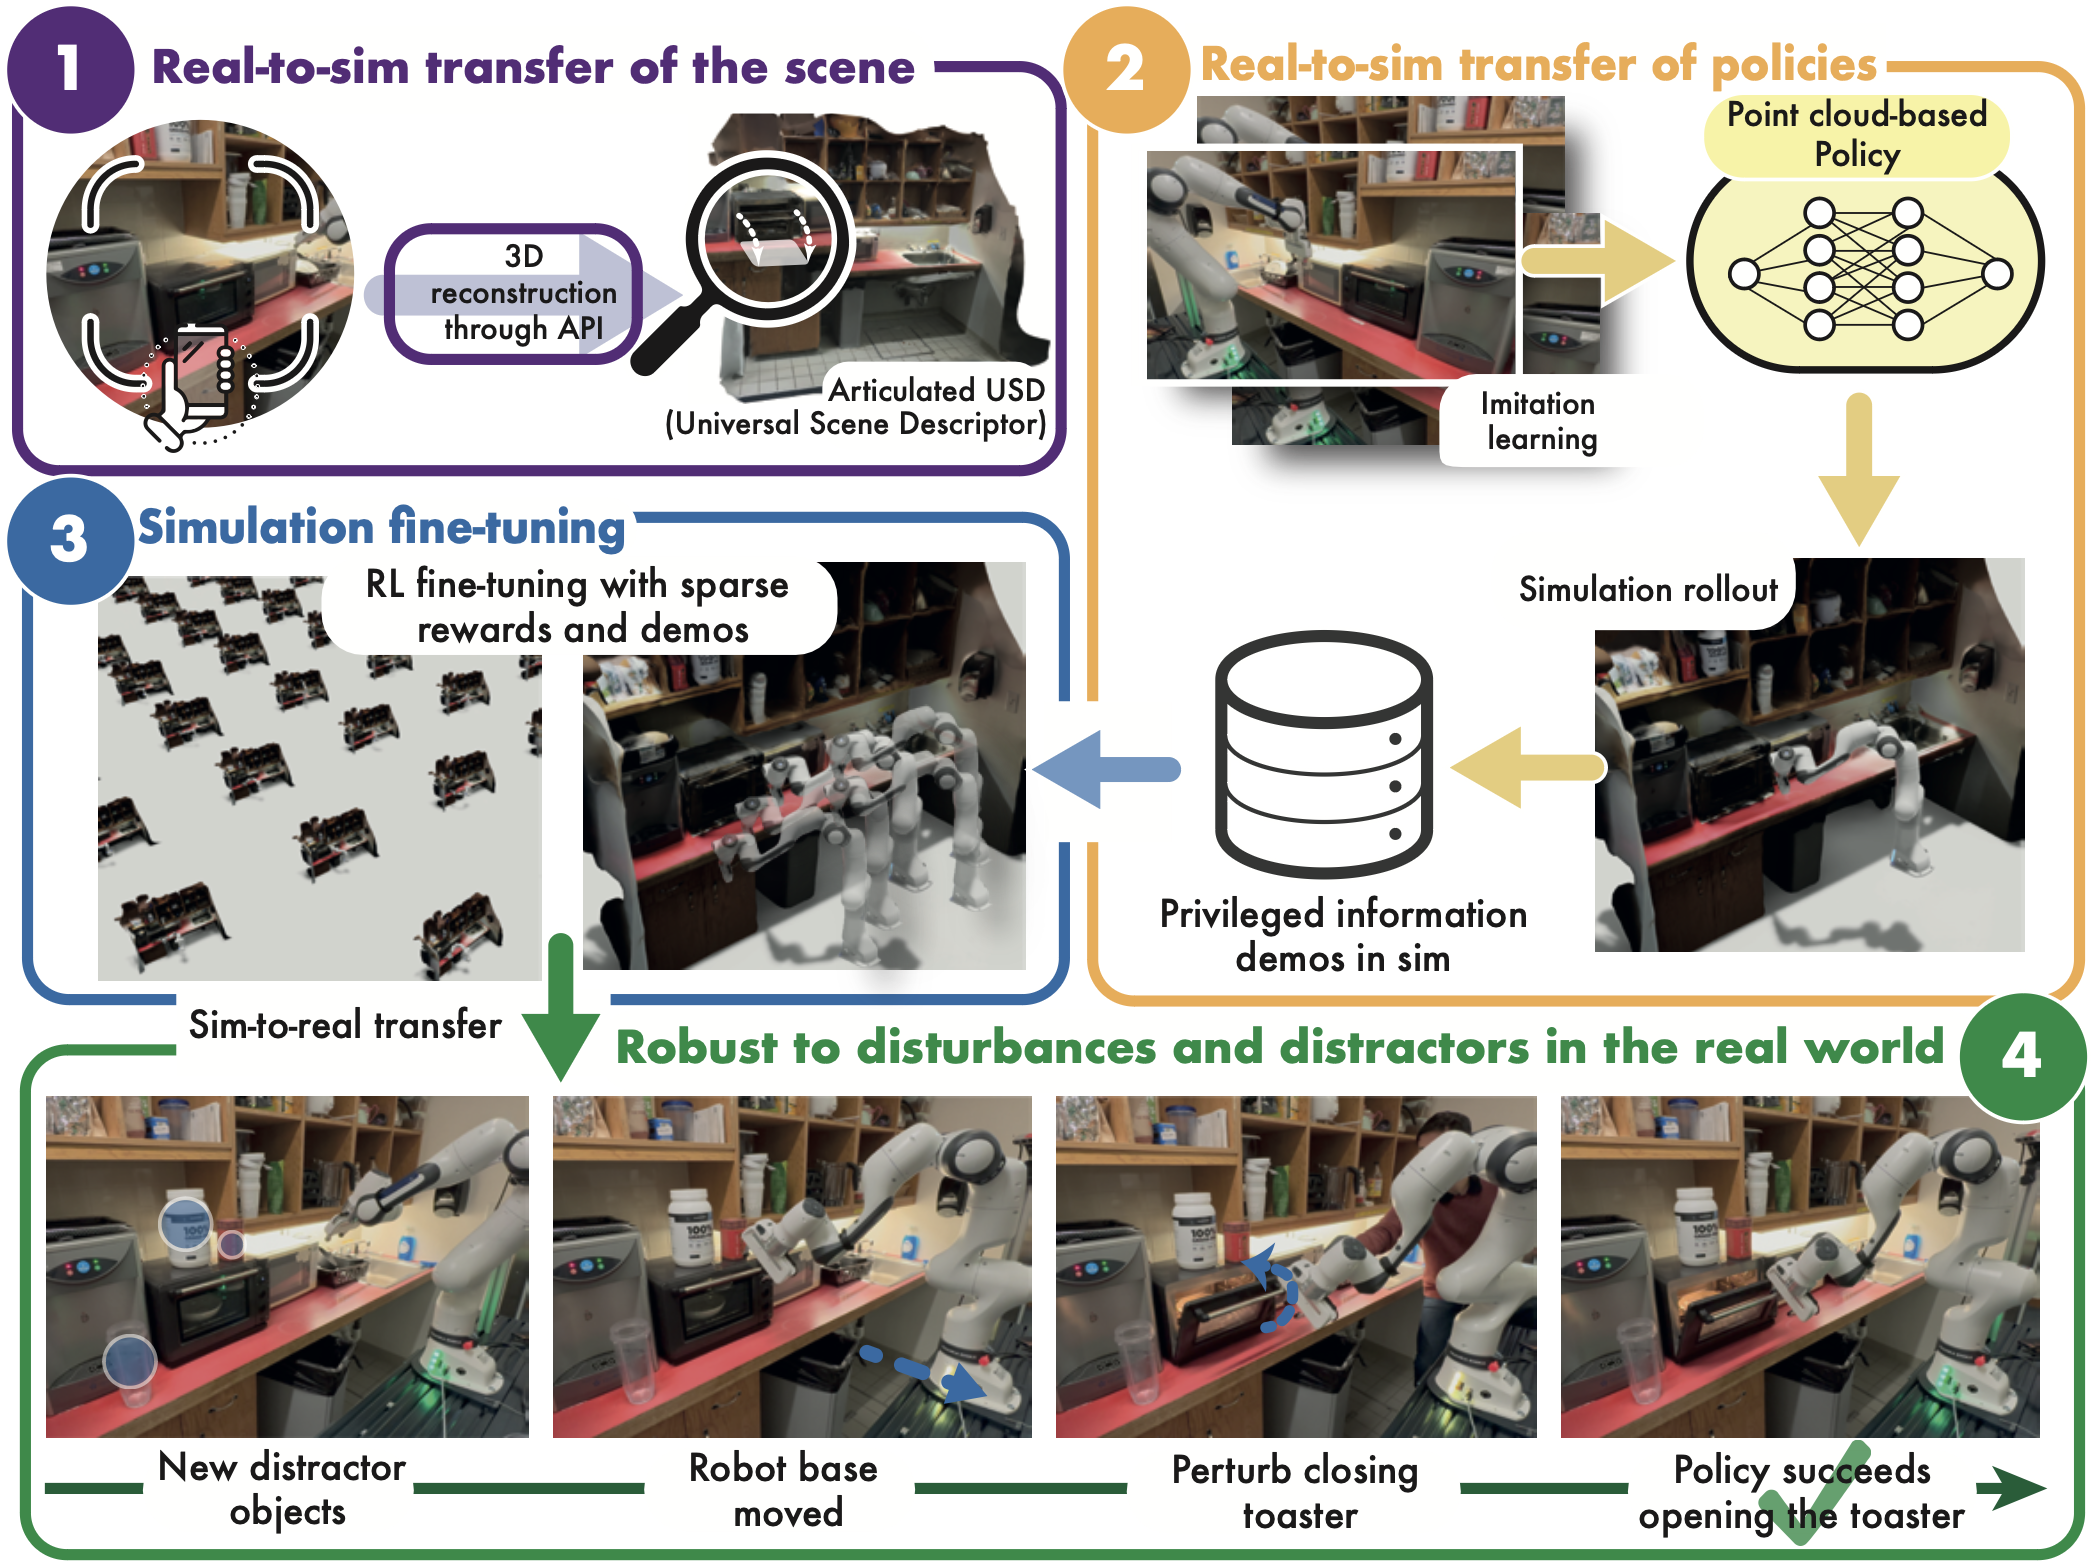 1
Real-to-sim transfer of the scene
3D
reconstruction
through API
Articulated USD
(Universal Scene Descriptor)
2
Real-to-sim transfer of policies
Point cloud-based
Policy
Imitation
learning
Simulation rollout
Privileged information
demos in sim
3
Simulation fine-tuning
RL fine-tuning with sparse
rewards and demos
Sim-to-real transfer
Robust to disturbances and distractors in the real world
4
100%
100%
100%
100%
New distractor
objects
Robot base
moved
Perturb closing
toaster
Policy succeeds
opening the toaster